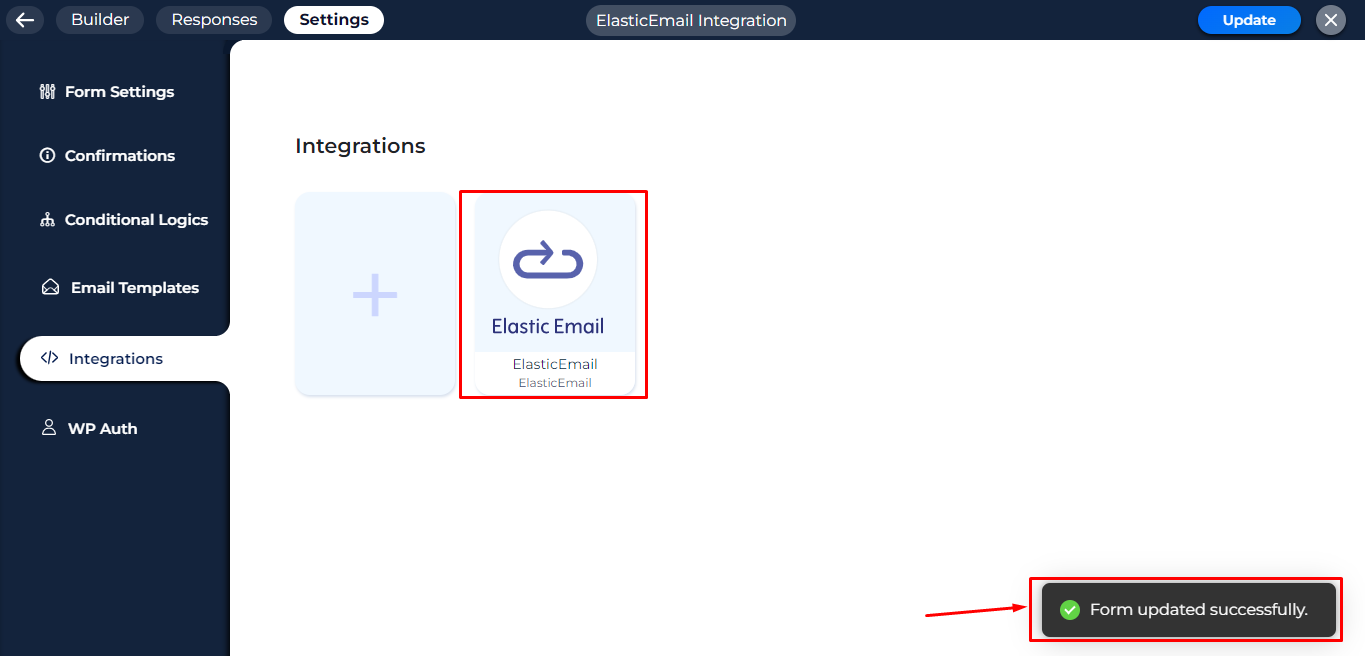 Builder
Responses
Settings
ElasticEmail Integration
Update
Form Settings
Confirmations
Conditional Logics
Email Templates
Integrations
WP Auth
Integrations
Elastic Email
ElasticEmail
ElasticEmail
Form updated successfully.